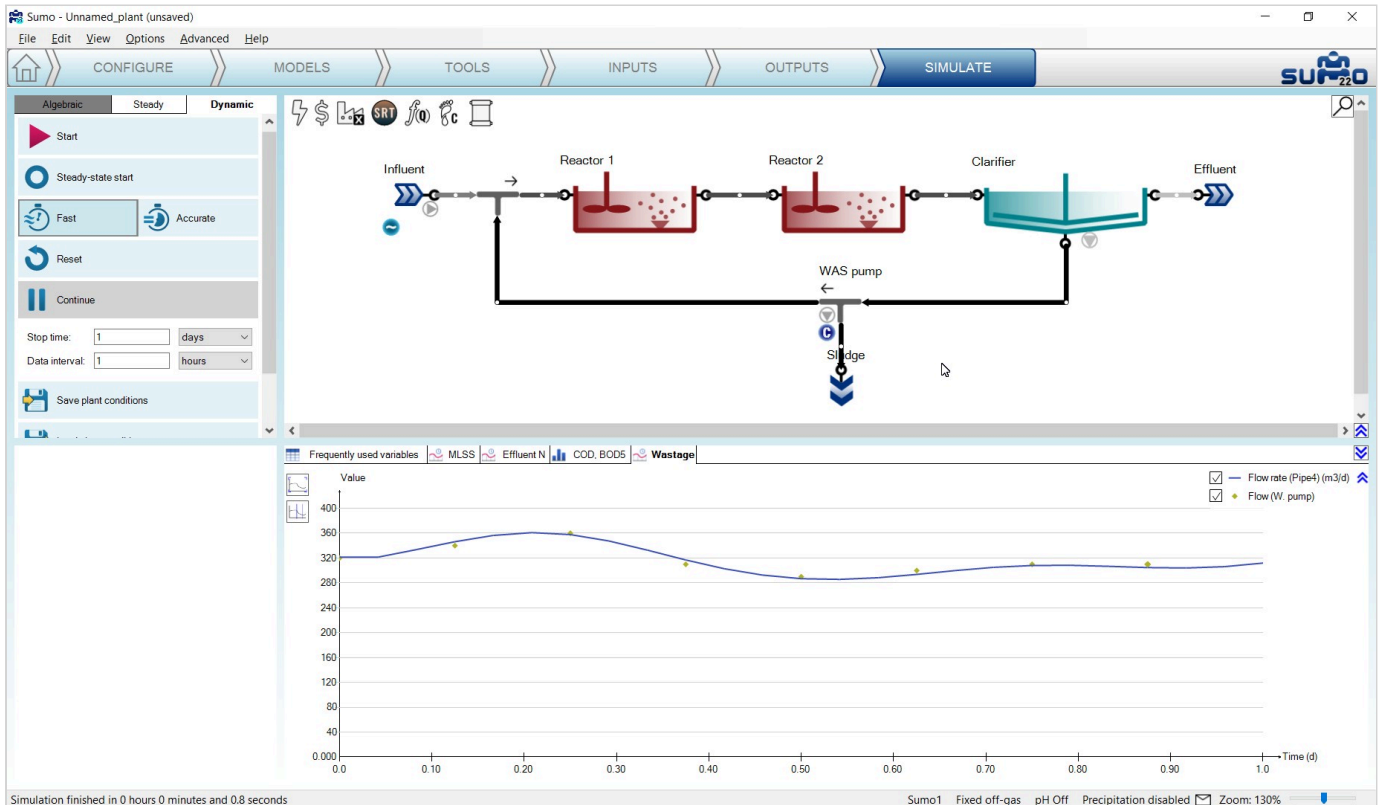 Sumo - Unnamed_plant (unsaved)
File Edit View Options Advanced Help
CONFIGURE MODELS TOOLS INPUTS OUTPUTS SIMULATE
SUMO 22
Algebraic Steady Dynamic
Start
Steady-state start
Fast Accurate
Reset
Continue
Stop time: 1 days
Data interval: 1 hours
Save plant conditions
$ x SRT f(Q) C
Influent
Reactor 1
Reactor 2
Clarifier
Effluent
WAS pump
C
Sludge
Frequently used variables MLSS Effluent N COD, BOD5 Wastage
Value
Flow rate (Pipe4) (m3/d)
Flow (W. pump)
400
360
320
280
240
200
160
120
80
40
0.000
0.0 0.10 0.20 0.30 0.40 0.50 0.60 0.70 0.80 0.90 1.0
Time (d)
Simulation finished in 0 hours 0 minutes and 0.8 seconds
Sumo1 Fixed off-gas pH Off Precipitation disabled Zoom: 130%